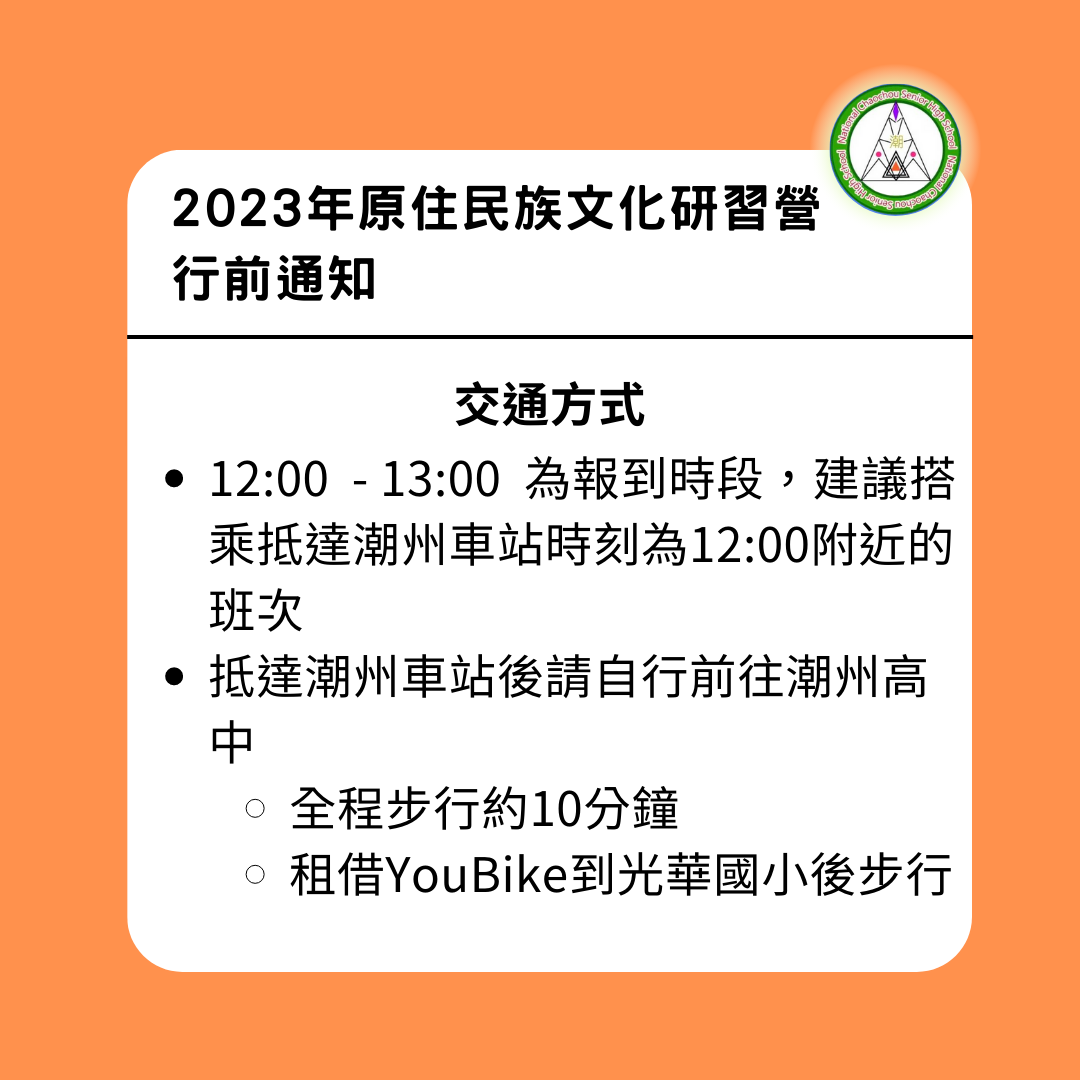 National Chaochou Senior High School National Chaochou Senior High School
潮
2023年原住民族文化研習營
行前通知
交通方式
• 12:00 - 13:00 為報到時段，建議搭
乘抵達潮州車站時刻為12:00附近的
班次
• 抵達潮州車站後請自行前往潮州高
中
○ 全程步行約10分鐘
○ 租借YouBike到光華國小後步行